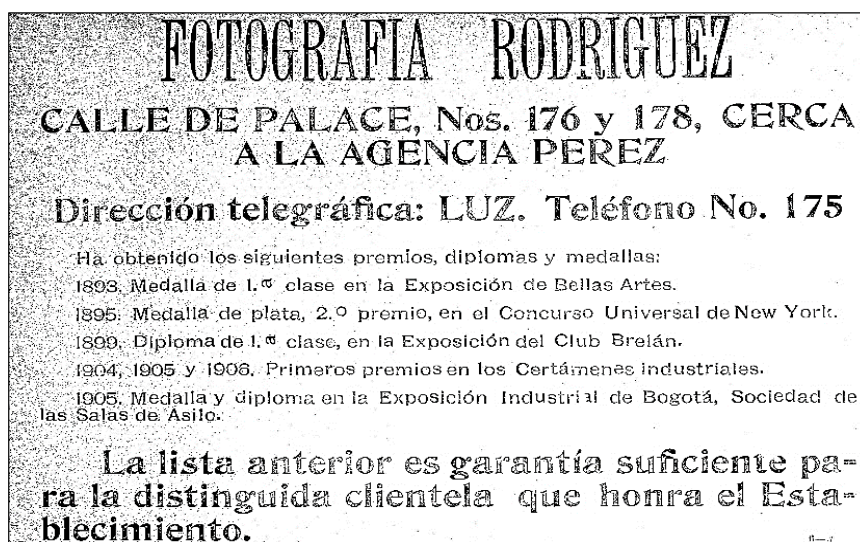 FOTOGRAFIA RODRIGUEZ
CALLE DE PALACE, Nos. 176 y 178, CERCA
A LA AGENCIA PEREZ
Dirección telegráfica: LUZ. Teléfono No. 175
Ha obtenido los siguientes premios, diplomas y medallas:
1893. Medalla de 1.ª clase en la Exposición de Bellas Artes.
1895. Medalla de plata, 2.º premio, en el Concurso Universal de New York.
1899. Diploma de 1.ª clase, en la Exposición del Club Brelán.
1904, 1905 y 1906. Primeros premios en los Certámenes industriales.
1905. Medalla y diploma en la Exposición Industrial de Bogotá, Sociedad de
las Salas de Asilo.
La lista anterior es garantía suficiente pa-
ra la distinguida clientela que honra el Esta-
blecimiento.